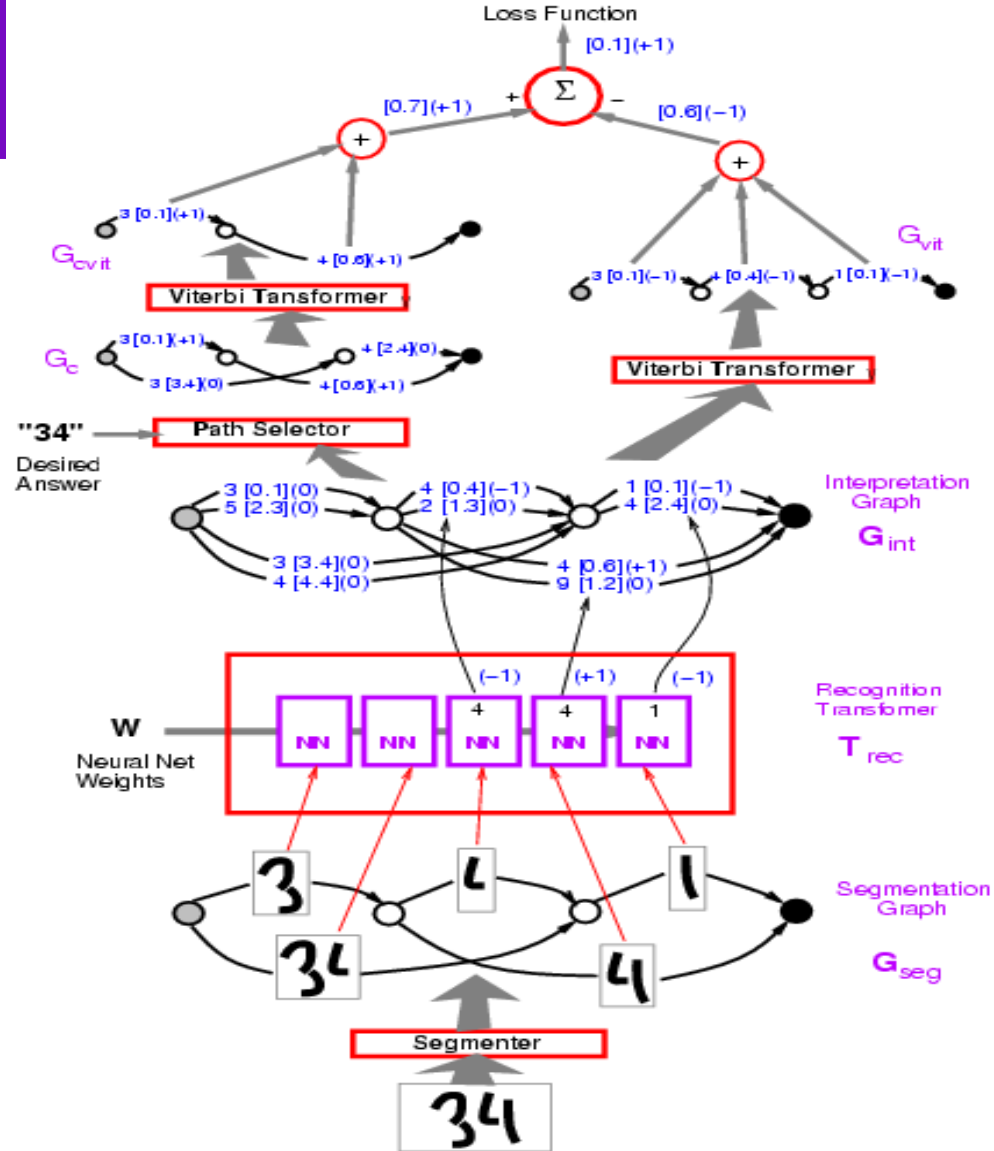 Loss Function
[0.1](+1)
Σ
+
−
[0.7](+1)
[0.6](−1)
+
+
3 [0.1](+1)
+ [0.6](+1)
G cvit
G vit
3 [0.1](−1)
+ [0.4](−1)
1 [0.1](−1)
Viterbi Tansformer
3 [0.1](+1)
+ [2.4](0)
G c
3 [3.4](0)
+ [0.6](+1)
Viterbi Transformer
"34"
Path Selector
Desired
Answer
3 [0.1](0)
5 [2.3](0)
4 [0.4](−1)
2 [1.3](0)
1 [0.1](−1)
4 [2.4](0)
Interpretation
Graph
G int
3 [3.4](0)
4 [4.4](0)
4 [0.6](+1)
9 [1.2](0)
(−1)
(+1)
(−1)
4
4
1
NN
NN
NN
NN
NN
W
Neural Net
Weights
Recognition
Transfomer
T rec
3
4
1
Segmentation
Graph
34
4
G seg
Segmenter
34